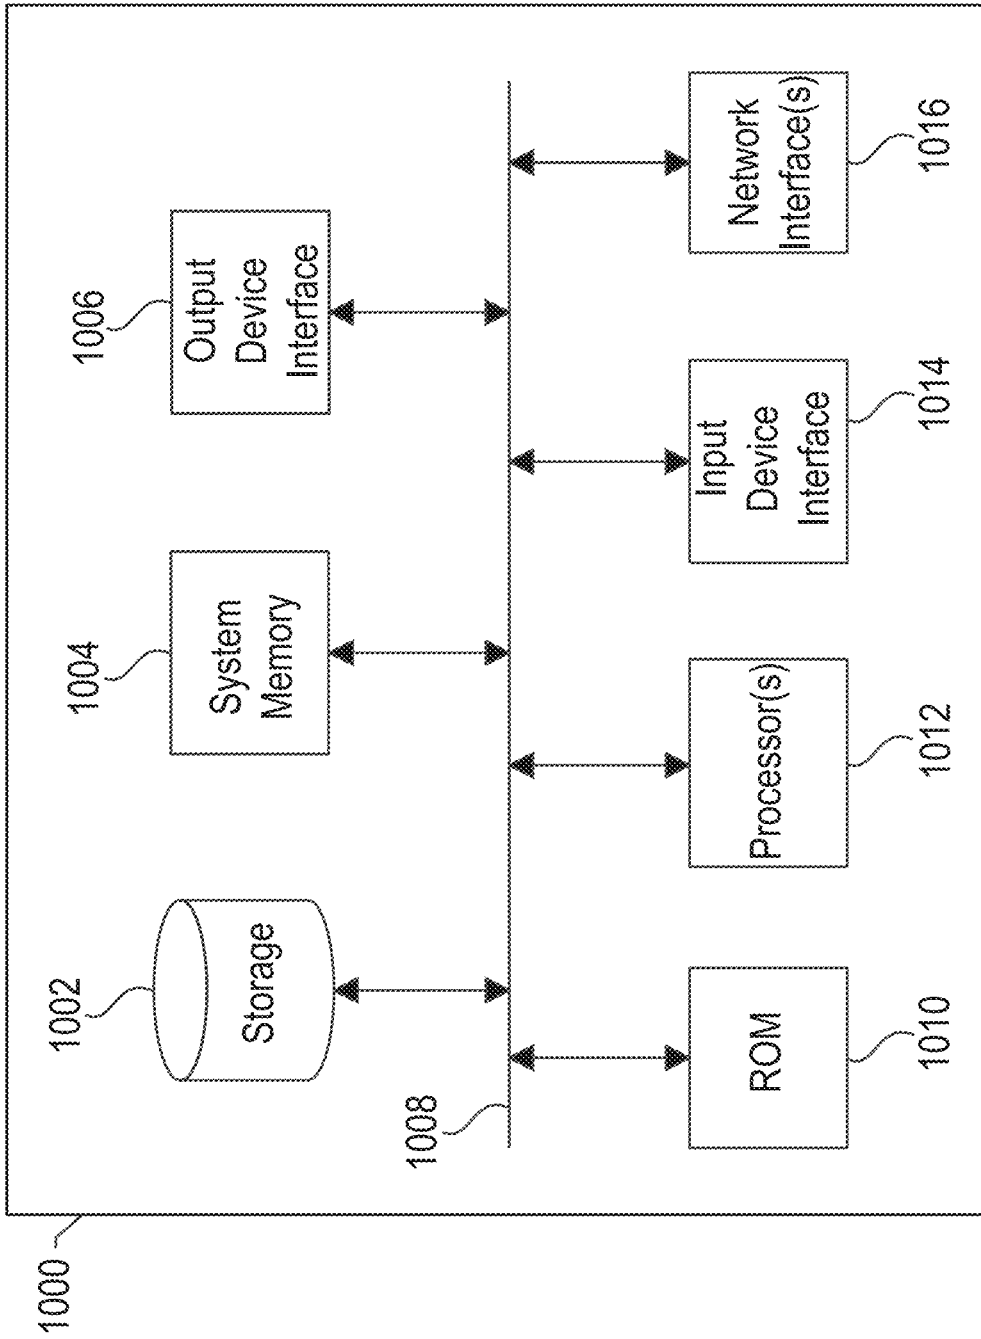 1000
1002
Storage
1004
System
Memory
1006
Output
Device
Interface
1008
ROM
1010
Processor(s)
1012
Input
Device
Interface
1014
Network
Interface(s)
1016